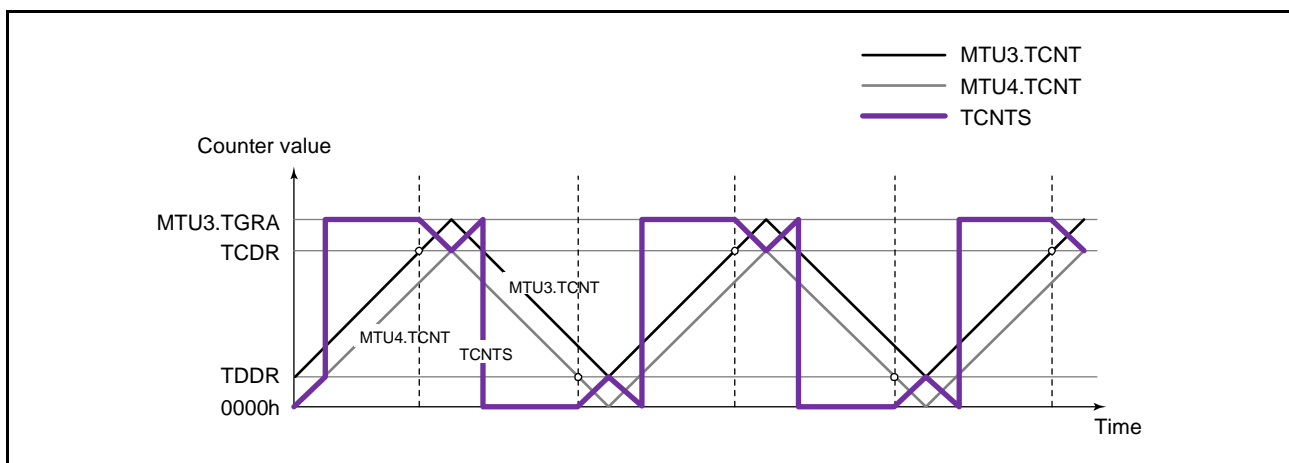 MTU3.TCNT
MTU4.TCNT
TCNTS
Counter value
MTU3.TGRA
TCDR
MTU3.TCNT
MTU4.TCNT
TCNTS
TDDR
0000h
Time